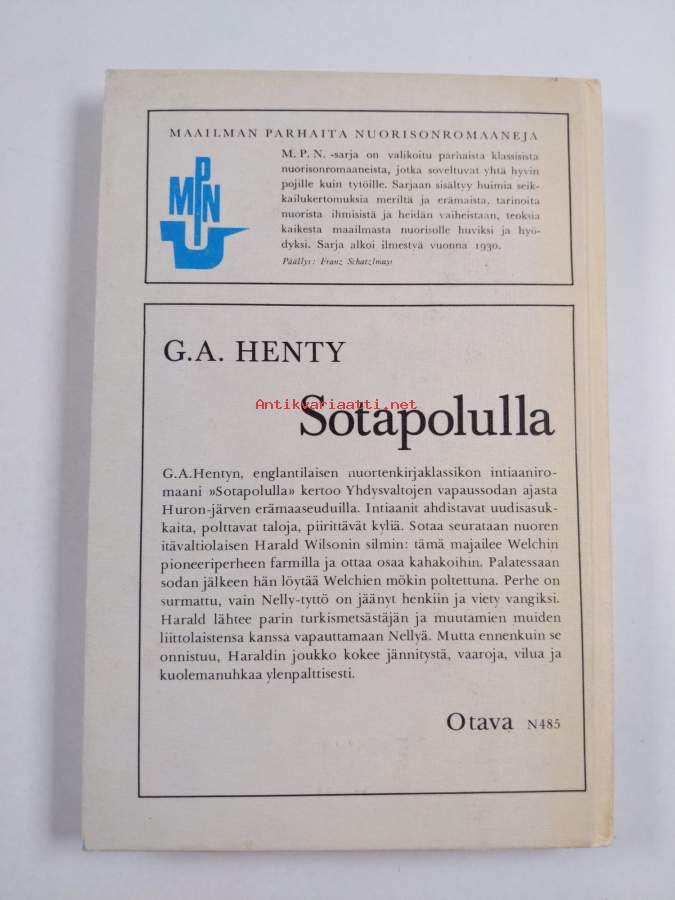 MAAILMAN PARHAITA NUORISONROMAANEJA
MPN
M. P. N. -sarja on valikoitu parhaista klassisista
nuorisonromaaneista, jotka soveltuvat yhtä hyvin
pojille kuin tytöille. Sarjaan sisältyy huimia seik-
kailukertomuksia meriltä ja erämaista, tarinoita
nuorista ihmisistä ja heidän vaiheistaan, teoksia
kaikesta maailmasta nuorisolle huviksi ja hyö-
dyksi. Sarja alkoi ilmestyä vuonna 1930.
Päällys: Franz Schatzlmayr
G.A. HENTY
Antikvariaatti.net
Sotapolulla
G.A.Hentyn, englantilaisen nuortenkirjaklassikon intiaaniro-
maani »Sotapolulla» kertoo Yhdysvaltojen vapaussodan ajasta
Huron-järven erämaaseuduilla. Intiaanit ahdistavat uudisasuk-
kaita, polttavat taloja, piirittävät kyliä. Sotaa seurataan nuoren
itävaltiolaisen Harald Wilsonin silmin: tämä majailee Welchin
pioneeriperheen farmilla ja ottaa osaa kahakoihin. Palatessaan
sodan jälkeen hän löytää Welchien mökin poltettuna. Perhe on
surmattu, vain Nelly-tyttö on jäänyt henkiin ja viety vangiksi.
Harald lähtee parin turkismetsästäjän ja muutamien muiden
liittolaistensa kanssa vapauttamaan Nellyä. Mutta ennenkuin se
onnistuu, Haraldin joukko kokee jännitystä, vaaroja, vilua ja
kuolemanuhkaa ylenpalttisesti.
Otava N485